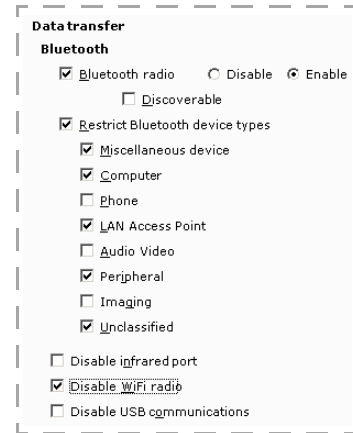 Data transfer
Bluetooth
Bluetooth radio Disable Enable
Discoverable
Restrict Bluetooth device types
Miscellaneous device
Computer
Phone
LAN Access Point
Audio Video
Peripheral
Imaging
Unclassified
Disable infrared port
Disable WiFi radio
Disable USB communications